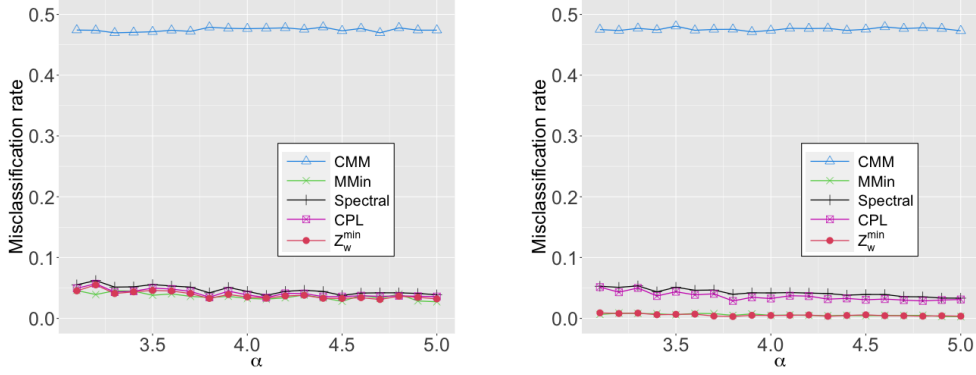 Misclassification rate
0.5
0.4
0.3
0.2
0.1
0.0
CMM
MMin
Spectral
CPL
Z_w^min
3.5 4.0 4.5 5.0
α
Misclassification rate
0.5
0.4
0.3
0.2
0.1
0.0
CMM
MMin
Spectral
CPL
Z_w^min
3.5 4.0 4.5 5.0
α